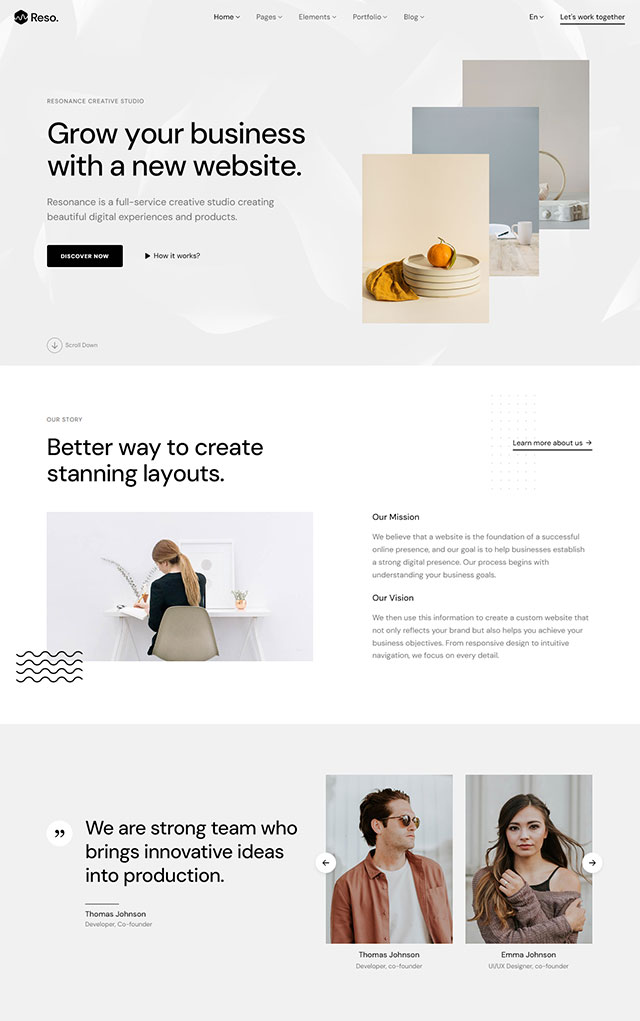 Reso.
Home
Pages
Elements
Portfolio
Blog
En
Let's work together
RESONANCE CREATIVE STUDIO
Grow your business
with a new website.
Resonance is a full-service creative studio creating
beautiful digital experiences and products.
DISCOVER NOW
How it works?
Scroll Down
OUR STORY
Better way to create
stanning layouts.
Learn more about us →
Our Mission
We believe that a website is the foundation of a successful
online presence, and our goal is to help businesses establish
a strong digital presence. Our process begins with
understanding your business goals.
Our Vision
We then use this information to create a custom website that
not only reflects your brand but also helps you achieve your
business objectives. From responsive design to intuitive
navigation, we focus on every detail.
We are strong team who
brings innovative ideas
into production.
Thomas Johnson
Developer, Co-founder
Thomas Johnson
Developer, co-founder
Emma Johnson
UI/UX Designer, co-founder